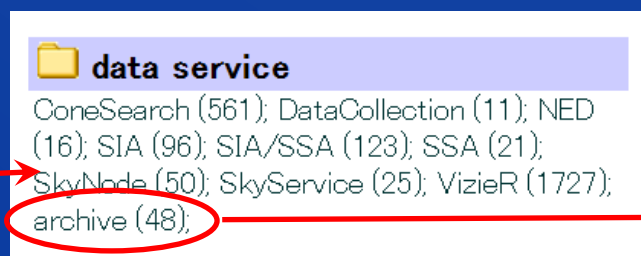 data service
ConeSearch (561); DataCollection (11); NED
(16); SIA (96); SIA/SSA (123); SSA (21);
SkyNode (50); SkyService (25); VizieR (1727);
archive (48);